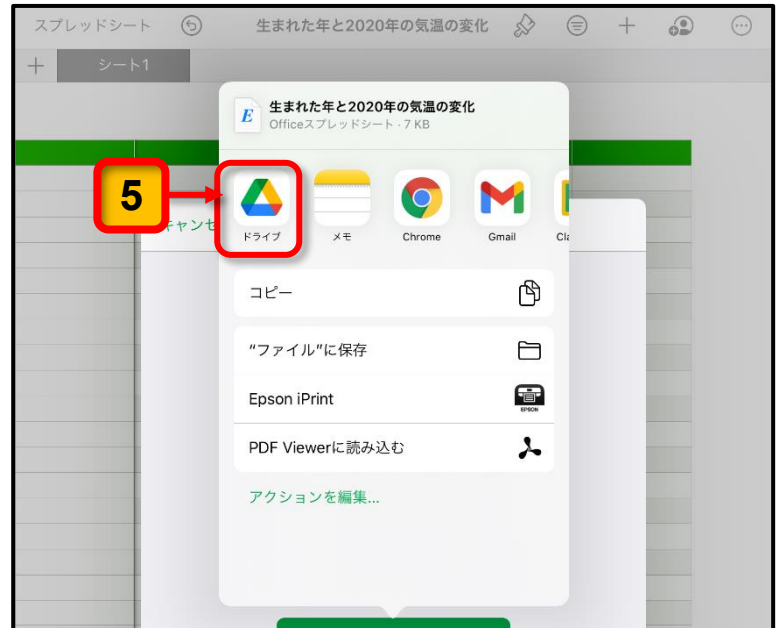 スプレッドシート
生まれた年と2020年の気温の変化
シート1
生まれた年と2020年の気温の変化
Officeスプレッドシート・7 KB
5
キャンセ
ドライブ
メモ
Chrome
Gmail
Cla
コピー
“ファイル”に保存
Epson iPrint
EPSON
PDF Viewerに読み込む
アクションを編集...